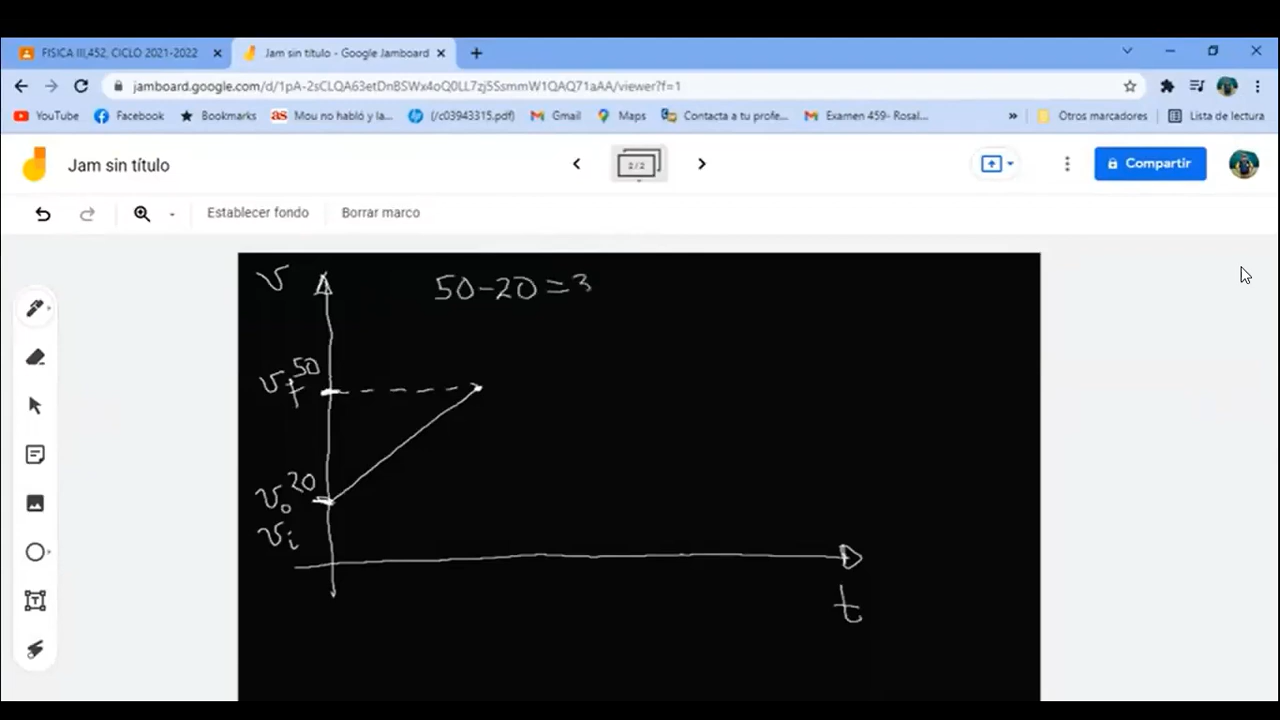 FISICA III,452, CICLO 2021-2022
Jam sin título - Google Jamboard
jamboard.google.com/d/1pA-2sCLQA63etDnBSWx4oQ0LL7zj5SsmmW1QAQ71aAA/viewer?f=1
YouTube Facebook Bookmarks Mou no habló y la... (/c03943315.pdf) Gmail Maps Contacta a tu profe... Examen 459- Rosal... » Otros marcadores Lista de lectura
Jam sin título 2/2 Compartir
Establecer fondo Borrar marco
v 50-20=3
vf 50
v₀ 20
vi
t